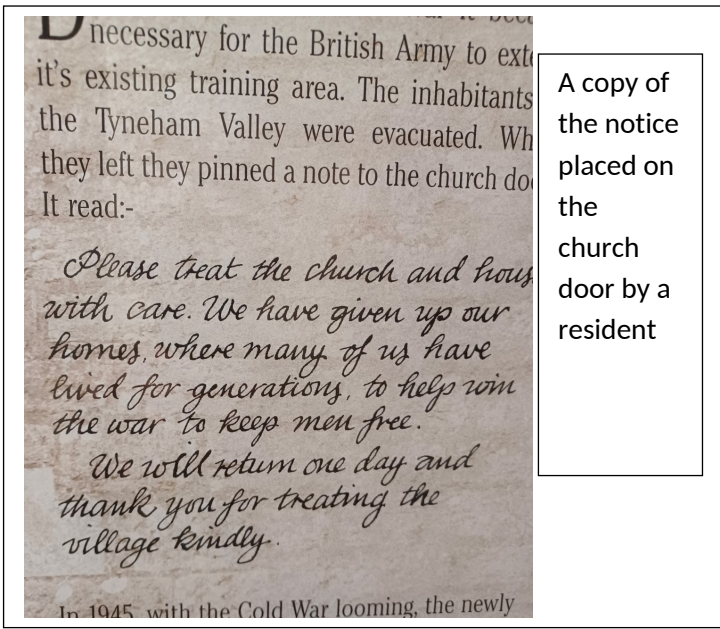 D
necessary for the British Army to ext
it's existing training area. The inhabitants
the Tyneham Valley were evacuated. Wh
they left they pinned a note to the church do
It read:-
Please treat the church and hous
with care. We have given up our
homes, where many of us have
lived for generations, to help win
the war to keep men free.
We will return one day and
thank you for treating the
village kindly.
In 1945, with the Cold War looming, the newly
A copy of
the notice
placed on
the
church
door by a
resident